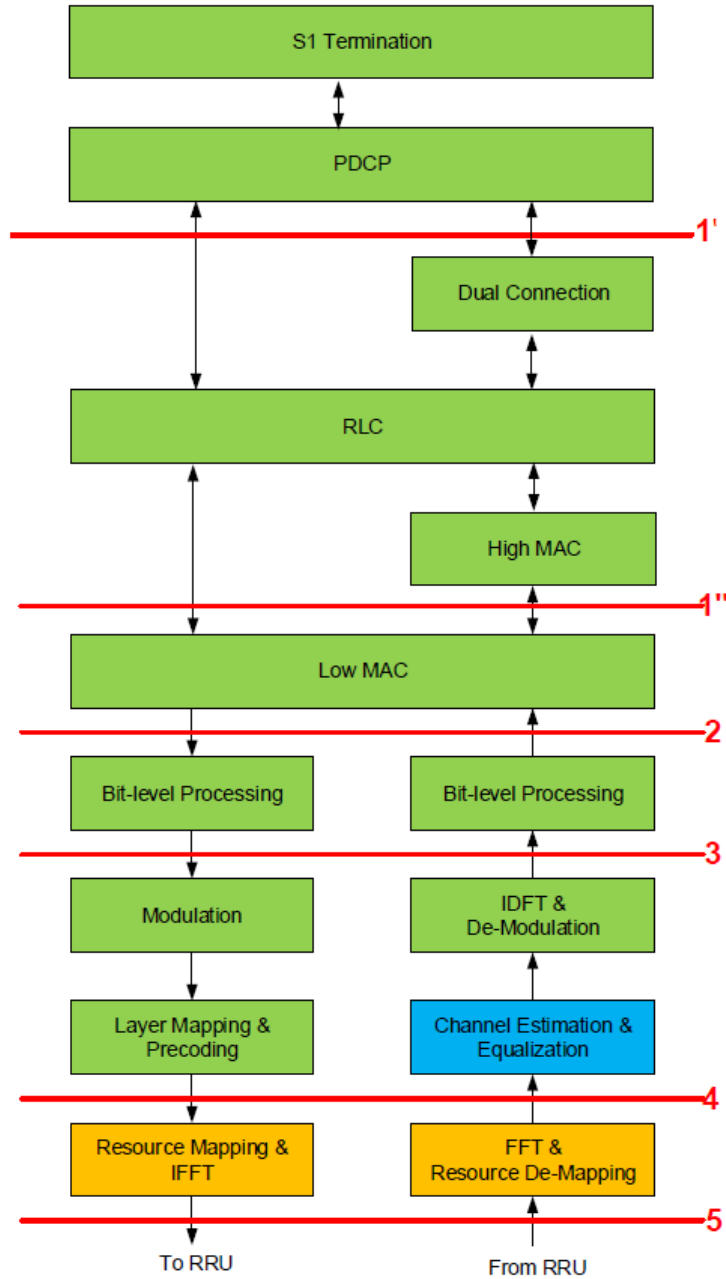 S1 Termination
PDCP
1'
Dual Connection
RLC
High MAC
1"
Low MAC
2
Bit-level Processing
Bit-level Processing
3
Modulation
IDFT &
De-Modulation
Layer Mapping &
Precoding
Channel Estimation &
Equalization
4
Resource Mapping &
IFFT
FFT &
Resource De-Mapping
5
To RRU
From RRU